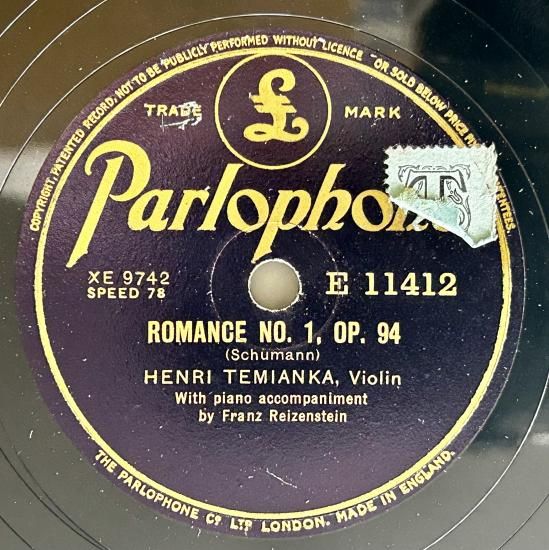 COPYRIGHT, PATENTED RECORD, NOT TO BE PUBLICLY PERFORMED WITHOUT LICENCE - OR SOLD BELOW PRICE
TRADE £ MARK
Parlophone
XE 9742
SPEED 78
E 11412
ROMANCE NO. 1, OP. 94
(Schumann)
HENRI TEMIANKA, Violin
With piano accompaniment
by Franz Reizenstein
THE PARLOPHONE Co LTD LONDON. MADE IN ENGLAND.